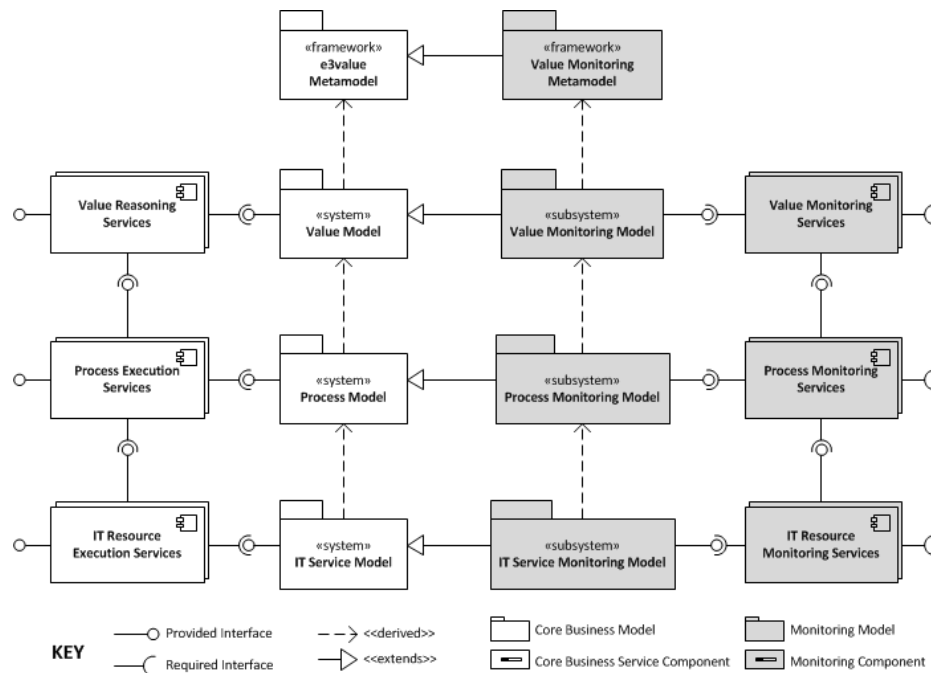 «framework»
e3value
Metamodel
«framework»
Value Monitoring
Metamodel
Value Reasoning
Services
«system»
Value Model
«subsystem»
Value Monitoring Model
Value Monitoring
Services
Process Execution
Services
«system»
Process Model
«subsystem»
Process Monitoring Model
Process Monitoring
Services
IT Resource
Execution Services
«system»
IT Service Model
«subsystem»
IT Service Monitoring Model
IT Resource
Monitoring Services
KEY
Provided Interface
Required Interface
<<derived>>
<<extends>>
Core Business Model
Core Business Service Component
Monitoring Model
Monitoring Component